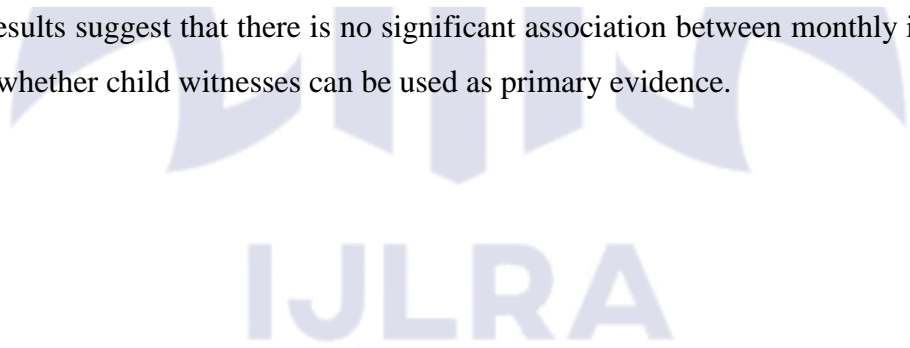 esults suggest that there is no significant association between monthly i
whether child witnesses can be used as primary evidence.
IJLRA